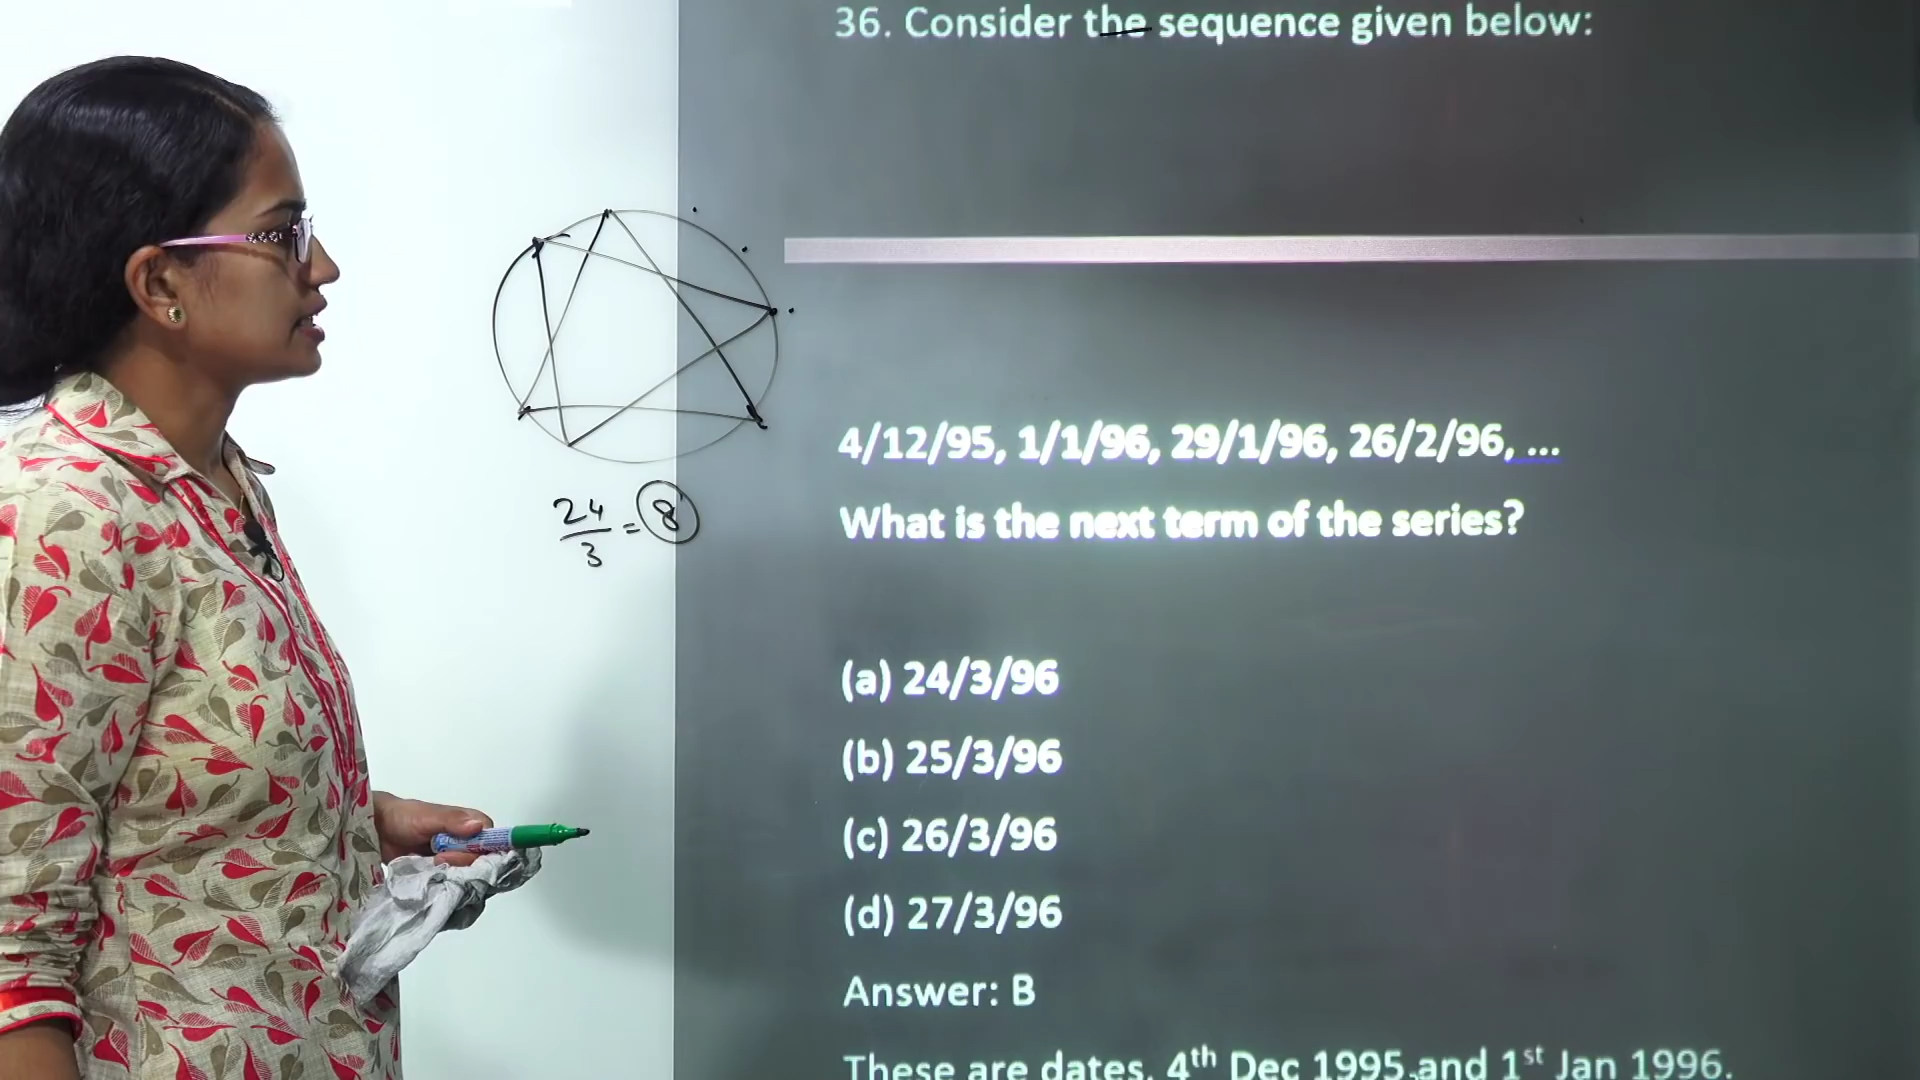 36. Consider the sequence given below:
24/3 = 8
4/12/95, 1/1/96, 29/1/96, 26/2/96, ...
What is the next term of the series?
(a) 24/3/96
(b) 25/3/96
(c) 26/3/96
(d) 27/3/96
Answer: B
These are dates. 4th Dec 1995 and 1st Jan 1996.